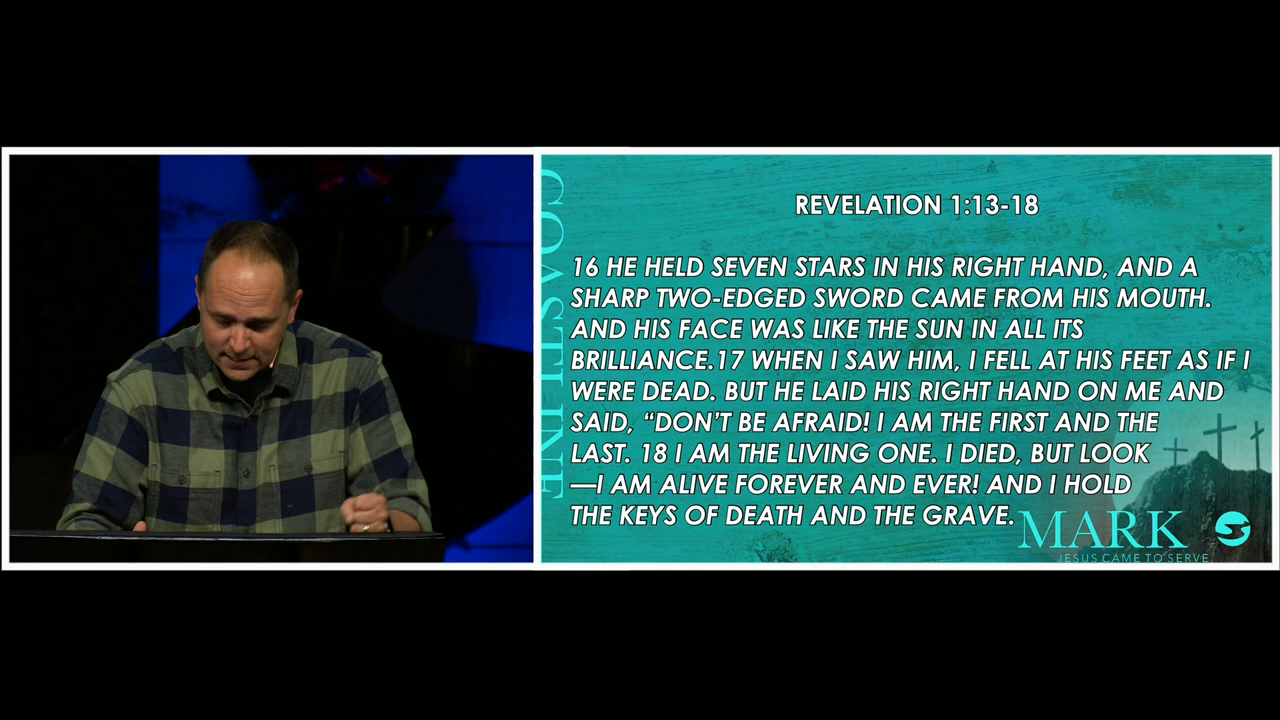 COASTLINE
REVELATION 1:13-18
16 HE HELD SEVEN STARS IN HIS RIGHT HAND, AND A
SHARP TWO-EDGED SWORD CAME FROM HIS MOUTH.
AND HIS FACE WAS LIKE THE SUN IN ALL ITS
BRILLIANCE.17 WHEN I SAW HIM, I FELL AT HIS FEET AS IF I
WERE DEAD. BUT HE LAID HIS RIGHT HAND ON ME AND
SAID, “DON’T BE AFRAID! I AM THE FIRST AND THE
LAST. 18 I AM THE LIVING ONE. I DIED, BUT LOOK
—I AM ALIVE FOREVER AND EVER! AND I HOLD
THE KEYS OF DEATH AND THE GRAVE.
MARK
JESUS CAME TO SERVE